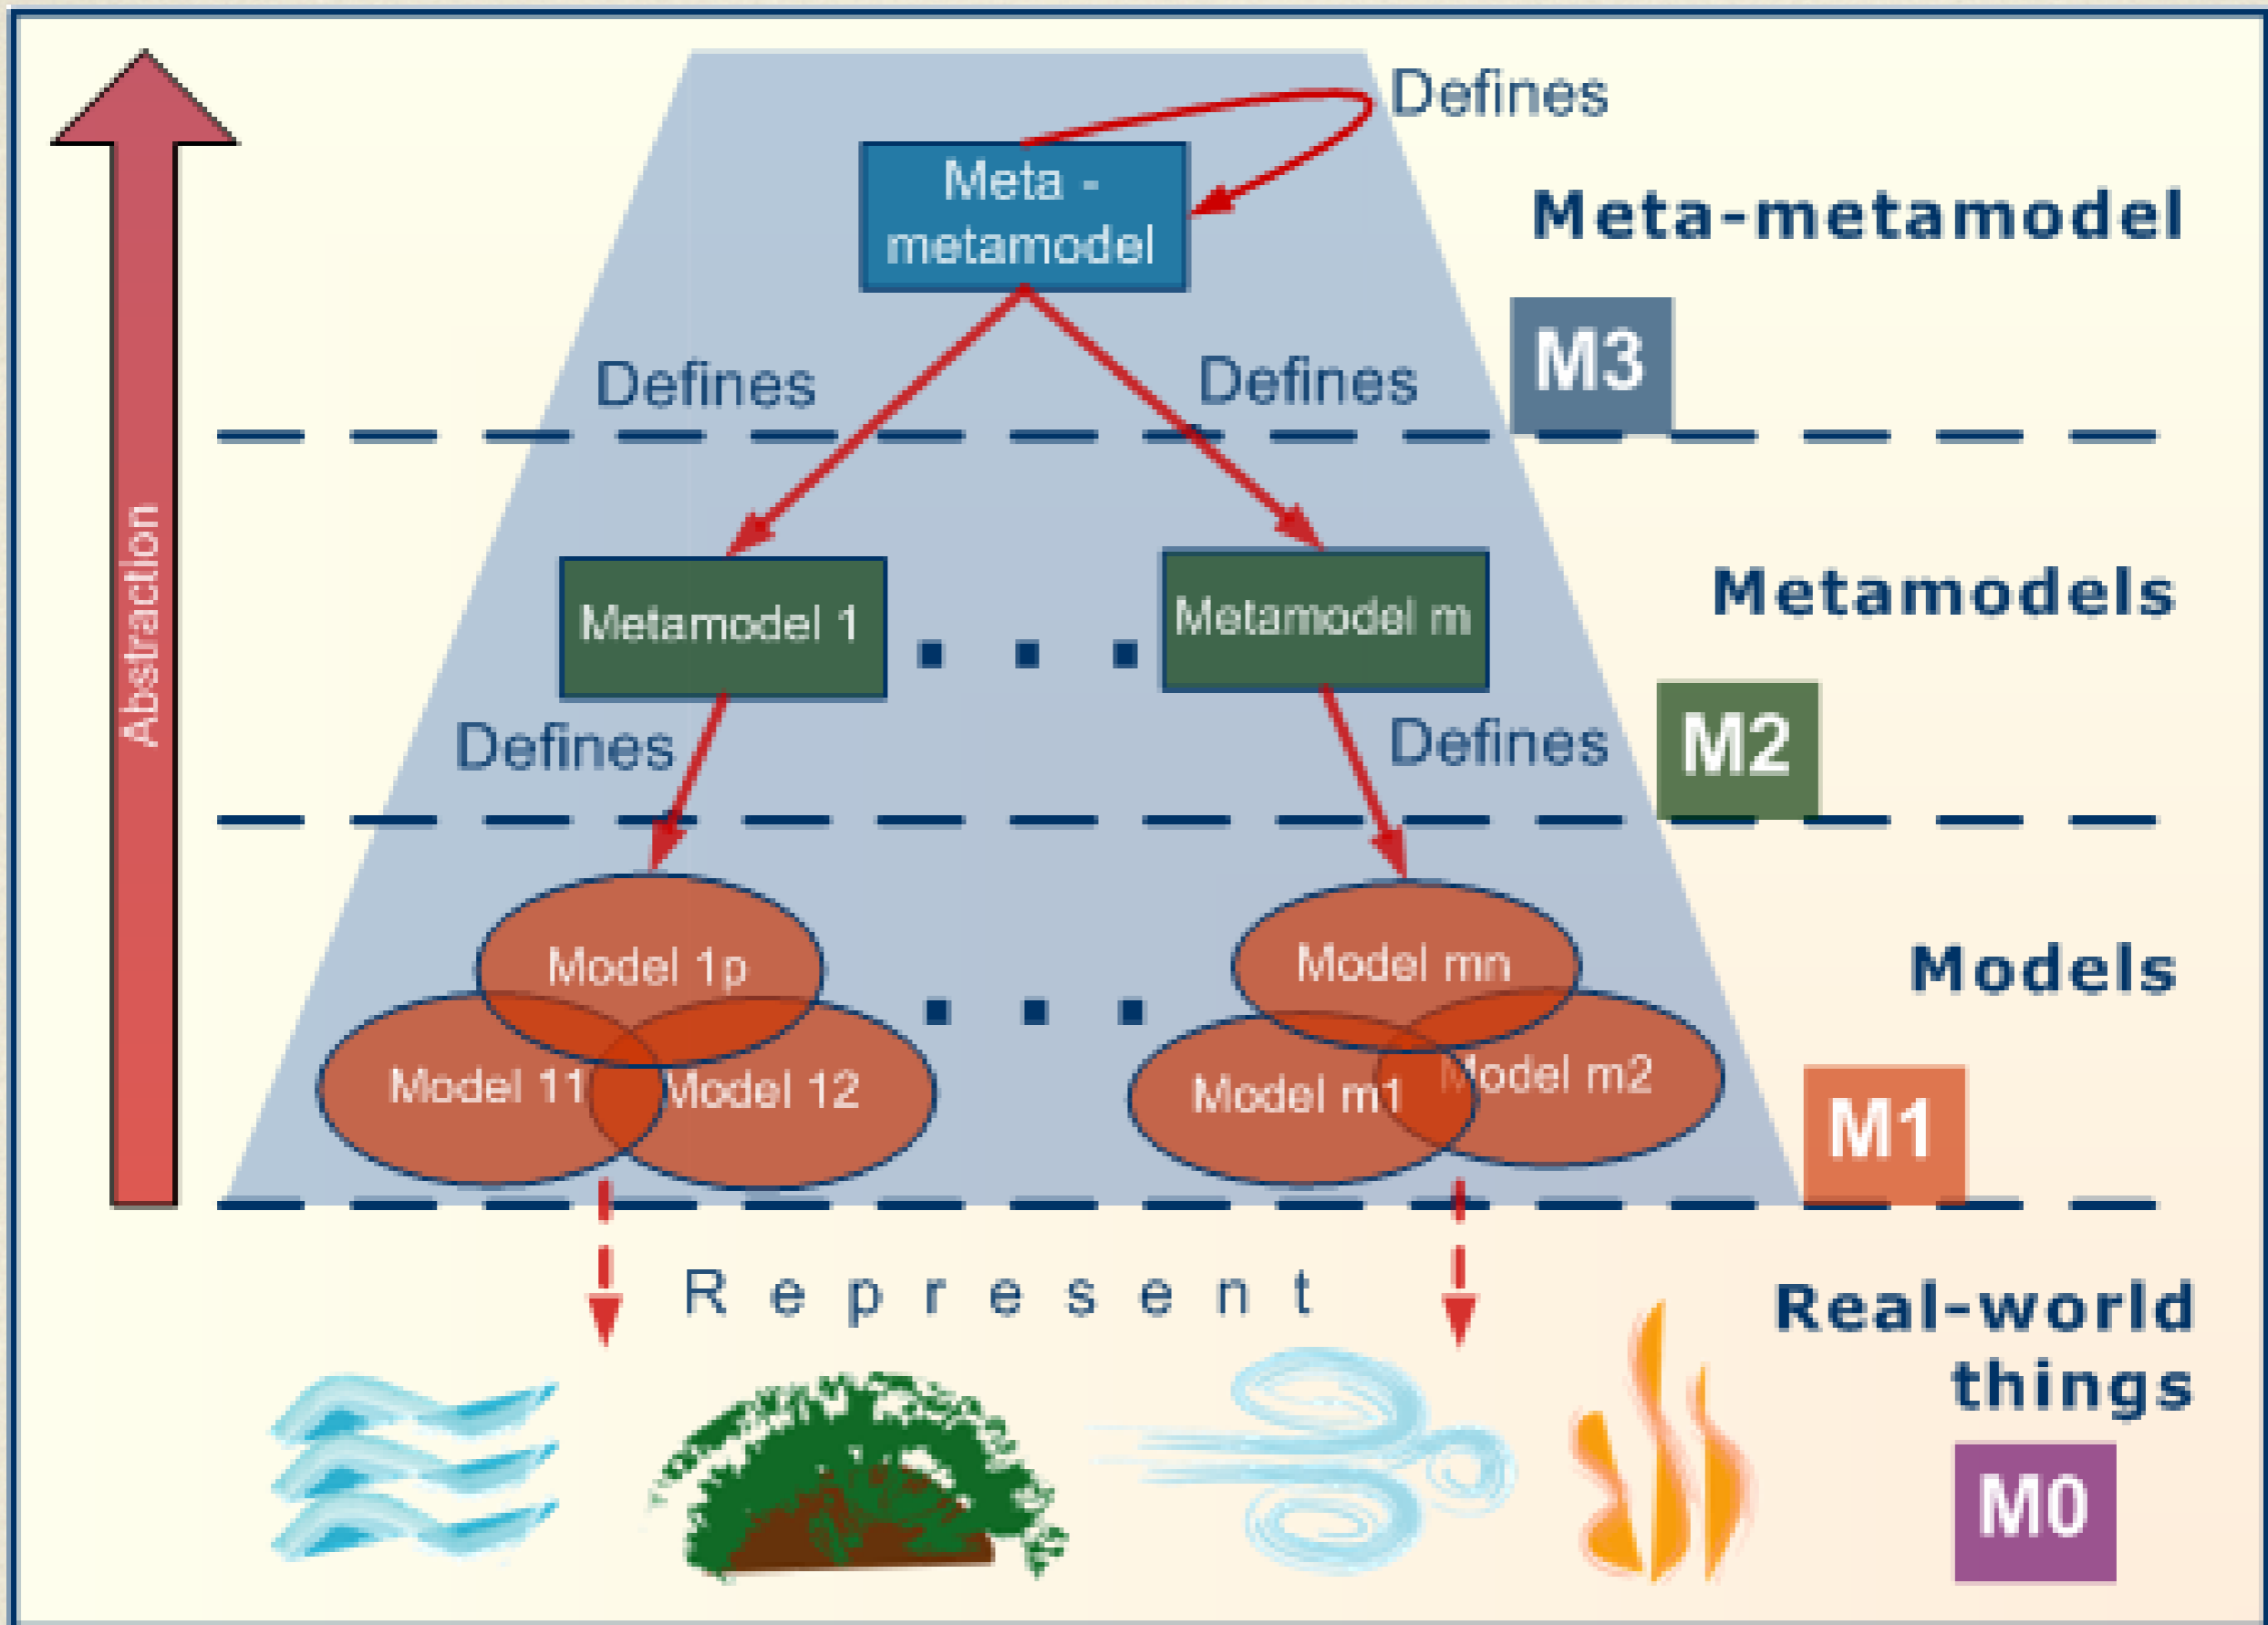 Defines
Meta -
metamodel
Meta-metamodel
M3
Defines
Defines
Abstraction
Metamodel 1
Metamodel m
Metamodels
M2
Defines
Defines
Model 1p
Model mn
Models
Model 11
Model 12
Model m1
Model m2
M1
Represent
Real-world
things
M0